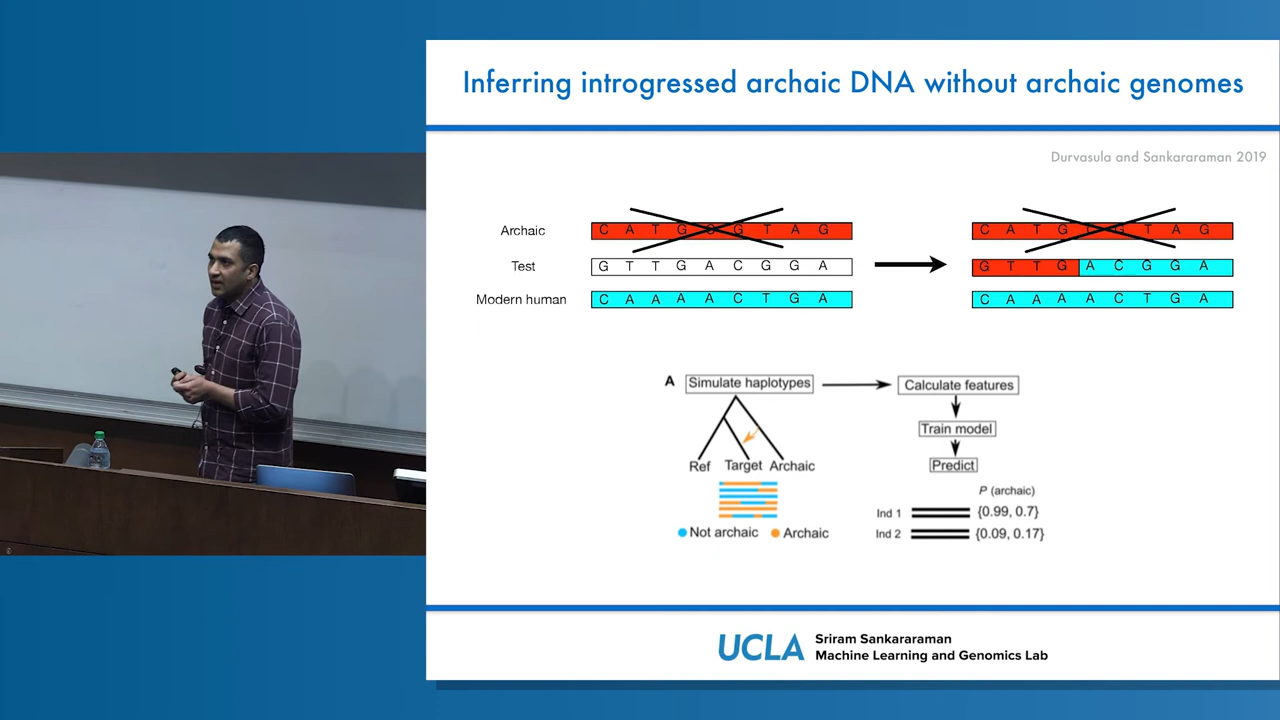 Inferring introgressed archaic DNA without archaic genomes
Durvasula and Sankararaman 2019
Archaic C A T G C G T A G C A T G C G T A G
Test G T T G A C G G A G T T G A C G G A
Modern human C A A A A C T G A C A A A A C T G A
A Simulate haplotypes Calculate features
Train model
Ref Target Archaic Predict
P (archaic)
Ind 1 {0.99, 0.7}
Not archaic Archaic Ind 2 {0.09, 0.17}
UCLA Sriram Sankararaman
Machine Learning and Genomics Lab